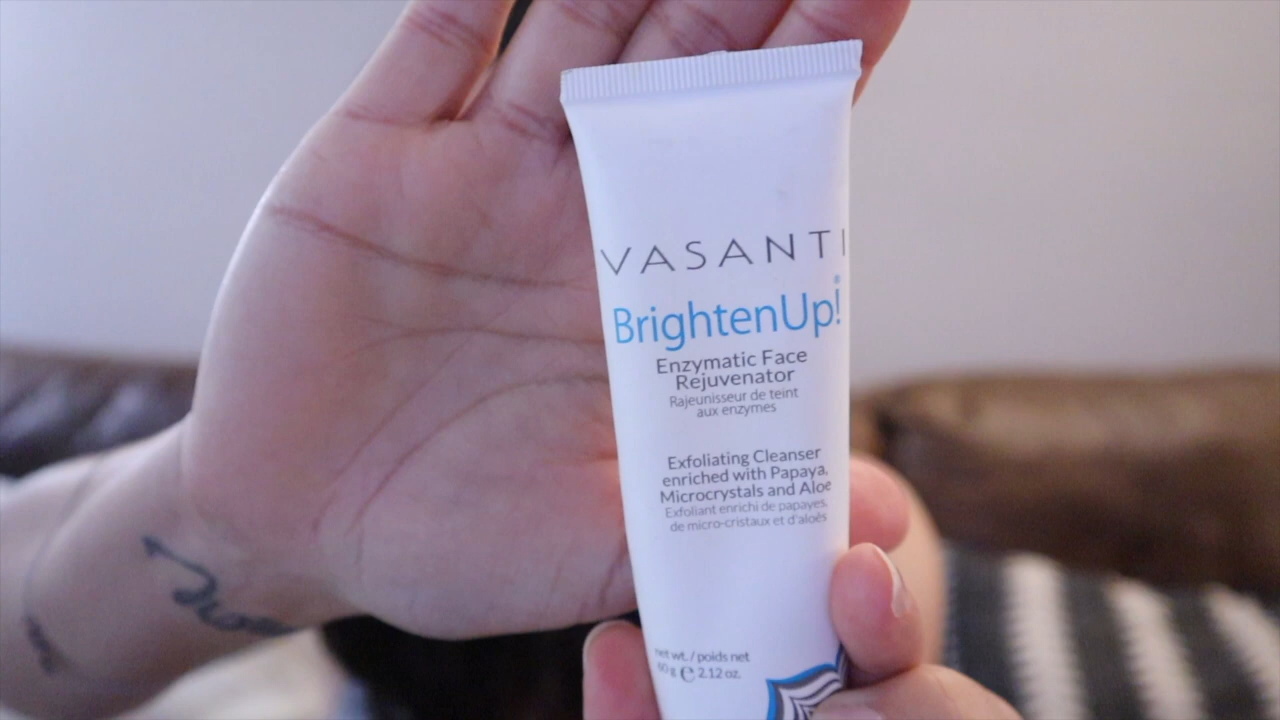 VASANTI
BrightenUp!®
Enzymatic Face
Rejuvenator
Rajeunisseur de teint
aux enzymes
Exfoliating Cleanser
enriched with Papaya,
Microcrystals and Aloe
Exfoliant enrichi de papayes,
de micro-cristaux et d'aloès
net wt. / poids net
60 g ℮ 2.12 oz.